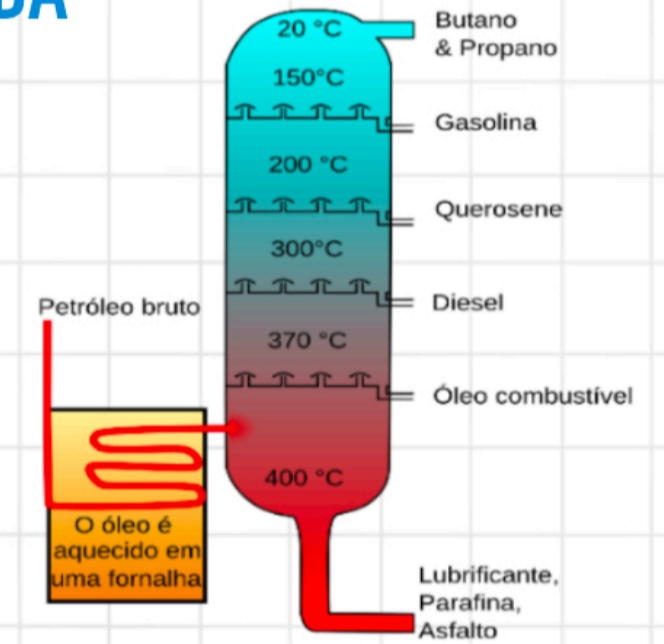 DA
20 °C
Butano
& Propano
150°C
Gasolina
200 °C
Querosene
300°C
Diesel
Petróleo bruto
370 °C
Óleo combustível
400 °C
O óleo é
aquecido em
uma fornalha
Lubrificante,
Parafina,
Asfalto